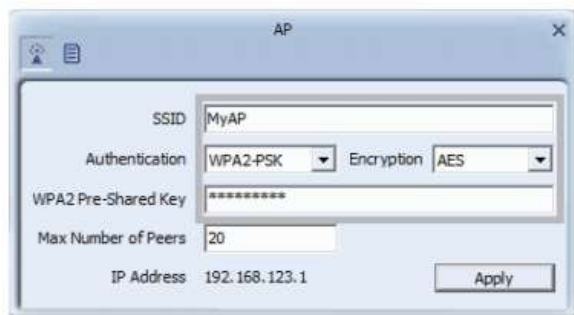 AP
SSID MyAP
Authentication WPA2-PSK Encryption AES
WPA2 Pre-Shared Key *********
Max Number of Peers 20
IP Address 192.168.123.1 Apply